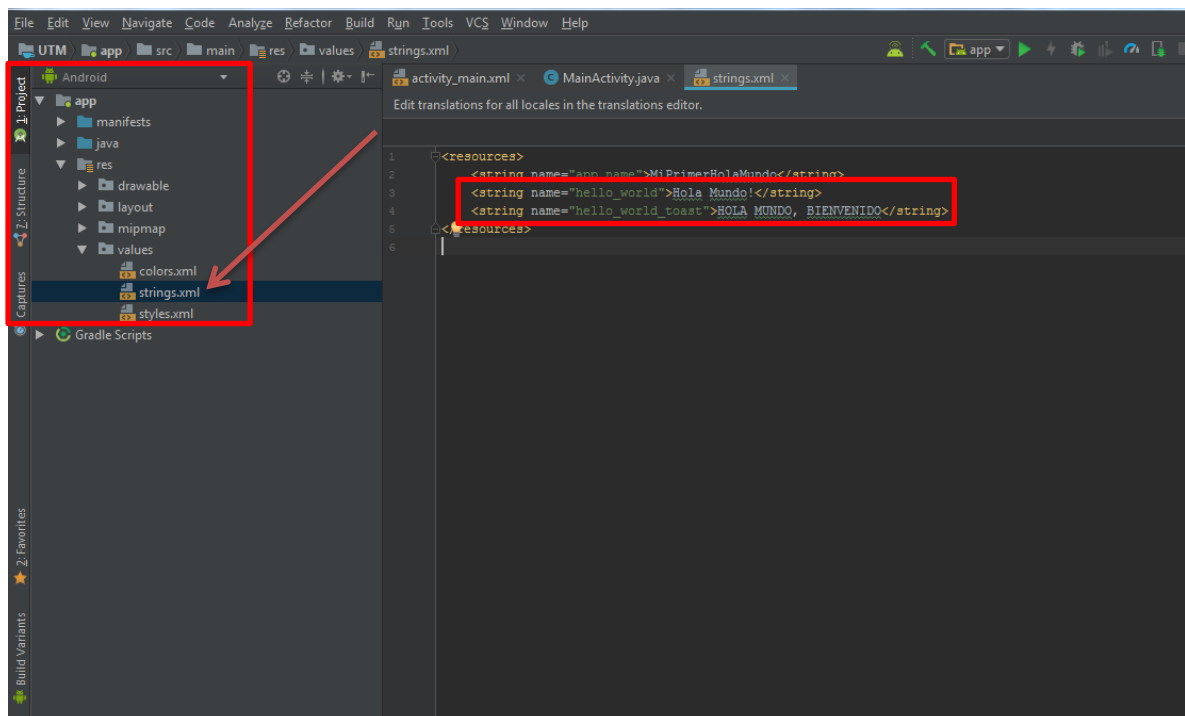 File Edit View Navigate Code Analyze Refactor Build Run Tools VCS Window Help
UTM app src main res values strings.xml app
Android
activity_main.xml MainActivity.java strings.xml
Edit translations for all locales in the translations editor.
1: Project
7: Structure
Captures
2: Favorites
Build Variants
app
manifests
java
res
drawable
layout
mipmap
values
colors.xml
strings.xml
styles.xml
Gradle Scripts
1 <resources>
2 <string name="app_name">MiPrimerHolaMundo</string>
3 <string name="hello_world">Hola Mundo!</string>
4 <string name="hello_world_toast">HOLA MUNDO, BIENVENIDO</string>
5 </resources>
6